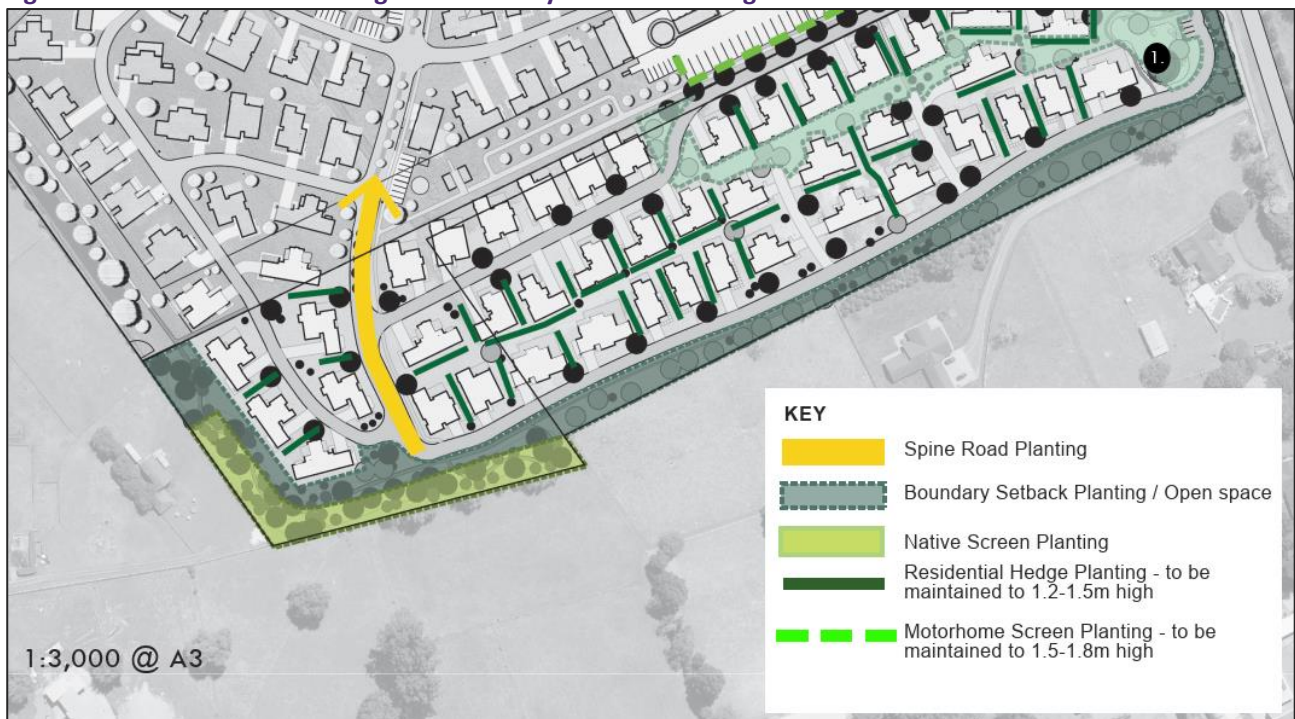 1.
KEY
Spine Road Planting
Boundary Setback Planting / Open space
Native Screen Planting
Residential Hedge Planting - to be
maintained to 1.2-1.5m high
Motorhome Screen Planting - to be
maintained to 1.5-1.8m high
1:3,000 @ A3